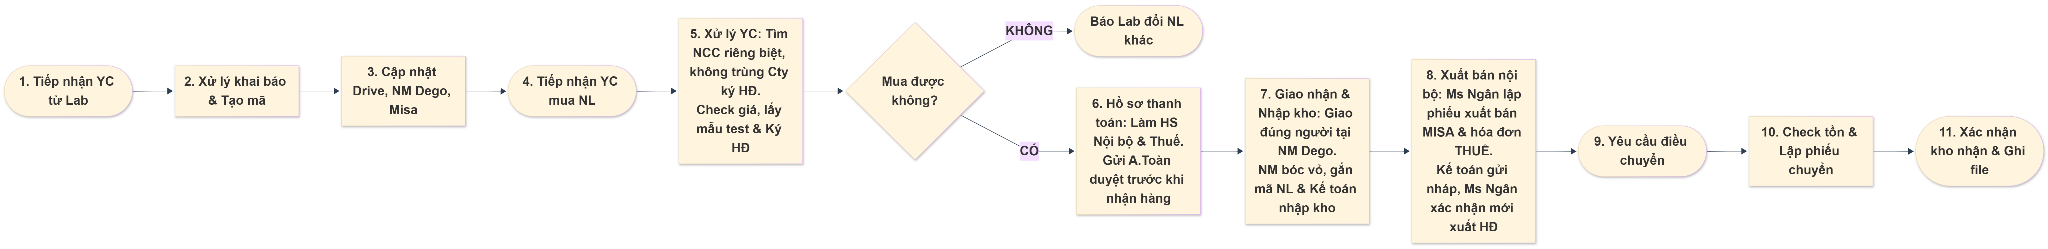 1. Tiếp nhận YC
từ Lab
2. Xử lý khai báo
& Tạo mã
3. Cập nhật
Drive, NM Dego,
Misa
4. Tiếp nhận YC
mua NL
5. Xử lý YC: Tìm
NCC riêng biệt,
không trùng Cty
ký HĐ.
Check giá, lấy
mẫu test & Ký
HĐ
Mua được
không?
KHÔNG
Báo Lab đổi NL
khác
CÓ
6. Hồ sơ thanh
toán: Làm HS
Nội bộ & Thuế.
Gửi A.Toàn
duyệt trước khi
nhận hàng
7. Giao nhận &
Nhập kho: Giao
đúng người tại
NM Dego.
NM bóc vỏ, gắn
mã NL & Kế toán
nhập kho
8. Xuất bán nội
bộ: Ms Ngân lập
phiếu xuất bán
MISA & hóa đơn
THUẾ.
Kế toán gửi
nháp, Ms Ngân
xác nhận mới
xuất HĐ
9. Yêu cầu điều
chuyển
10. Check tồn &
Lập phiếu
chuyển
11. Xác nhận
kho nhận & Ghi
file